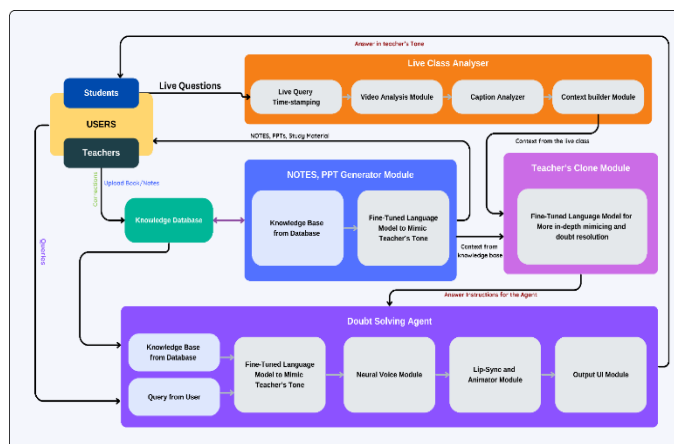 Answer in teacher's Tone
Live Class Analyser
Students
Live Questions
Live Query
Time-stamping
Video Analysis Module
Caption Analyzer
Context builder Module
USERS
Teachers
NOTES, PPTs, Study Material
Context from the live class
Corrections
Upload Book/Notes
NOTES, PPT Generator Module
Teacher's Clone Module
Knowledge Database
Knowledge Base
from Database
Fine-Tuned Language
Model to Mimic
Teacher's Tone
Fine-Tuned Language Model for
More in-depth mimicing and
doubt resolution
Context from
knowledge base
Queries
Answer Instructions for the Agent
Doubt Solving Agent
Knowledge Base
from Database
Query from User
Fine-Tuned Language
Model to Mimic
Teacher's Tone
Neural Voice Module
Lip-Sync and
Animator Module
Output UI Module